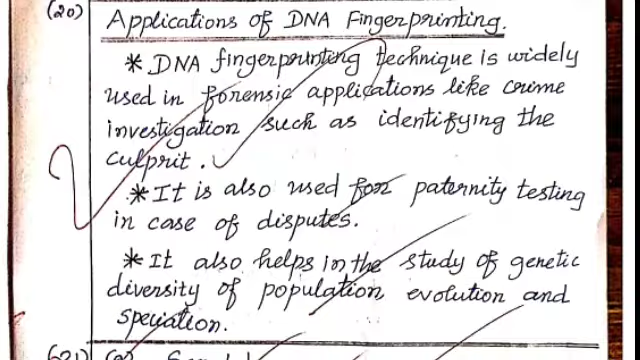 (20) Applications of DNA Fingerprinting.
* DNA fingerprinting technique is widely
used in forensic applications like crime
investigation such as identifying the
culprit.
* It is also used for paternity testing
in case of disputes.
* It also helps in the study of genetic
diversity of population evolution and
speciation.
(21) (a)